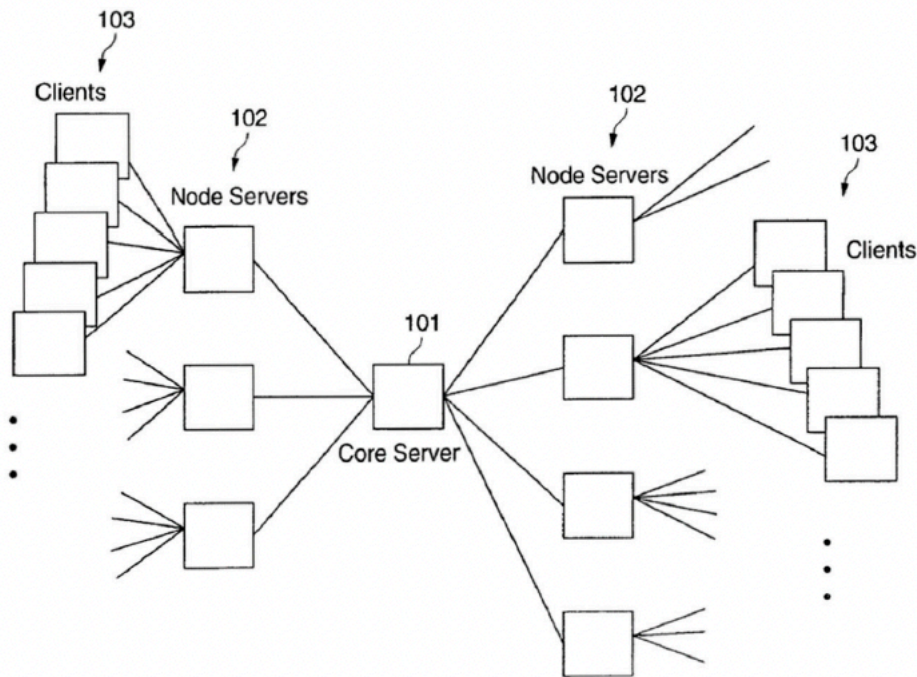 103
Clients
102
Node Servers
102
Node Servers
103
Clients
101
Core Server